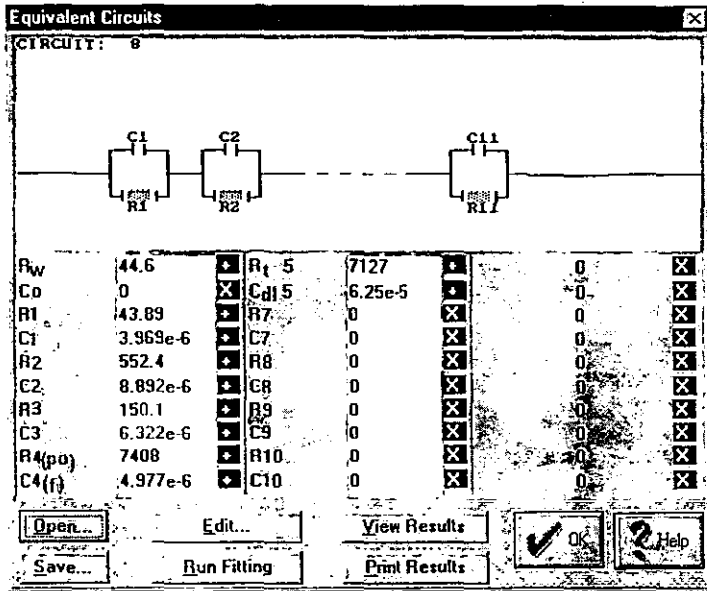 Equivalent Circuits
CIRCUIT: 8
C1 C2 C11
R1 R2 R11
Rw 44.6 Rt 5 7127 0
Co 0 Cdl 5 6.25e-5 0
R1 43.89 R7 0 0
C1 3.969e-6 C7 0 0
R2 552.4 R8 0 0
C2 8.892e-6 C8 0 0
R3 150.1 R9 0 0
C3 6.322e-6 C9 0 0
R4(po) 7408 R10 0 0
C4(f) 4.977e-6 C10 0 0
Open... Edit... View Results OK Help
Save... Run Fitting Print Results